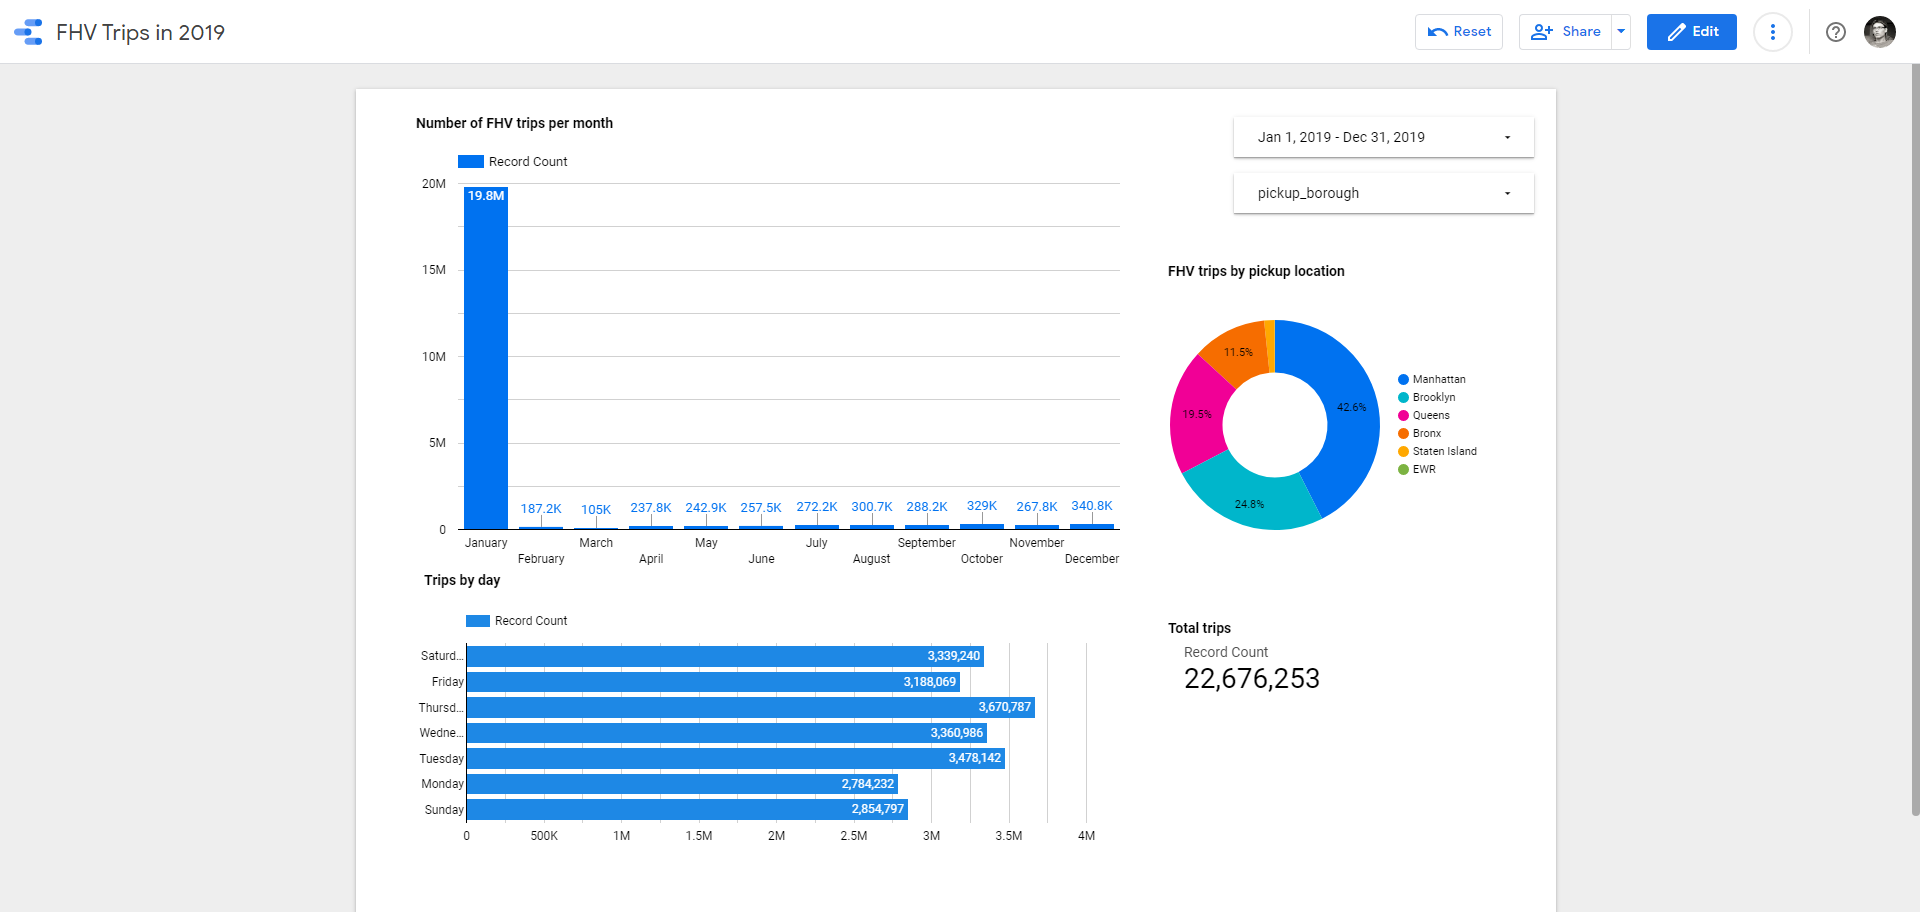 FHV Trips in 2019
Reset
Share
Edit
Number of FHV trips per month
Record Count
20M
15M
10M
5M
0
19.8M
187.2K
105K
237.8K
242.9K
257.5K
272.2K
300.7K
288.2K
329K
267.8K
340.8K
January
February
March
April
May
June
July
August
September
October
November
December
Jan 1, 2019 - Dec 31, 2019
pickup_borough
FHV trips by pickup location
42.6%
24.8%
19.5%
11.5%
Manhattan
Brooklyn
Queens
Bronx
Staten Island
EWR
Trips by day
Record Count
Saturd... 3,339,240
Friday 3,188,069
Thursd... 3,670,787
Wedne... 3,360,986
Tuesday 3,478,142
Monday 2,784,232
Sunday 2,854,797
0 500K 1M 1.5M 2M 2.5M 3M 3.5M 4M
Total trips
Record Count
22,676,253